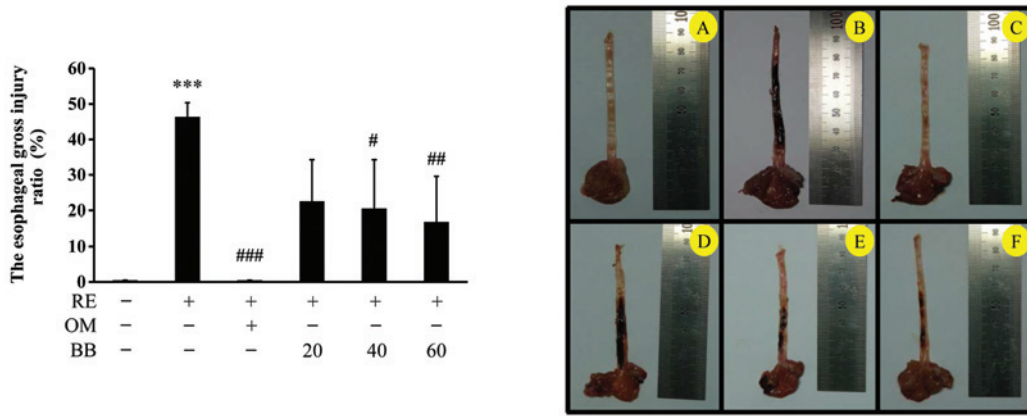 The esophageal gross injury
ratio (%)
60
50
40
30
20
10
0
***
###
#
##
RE − + + + + +
OM − − + − − −
BB − − − 20 40 60
A
B
C
D
E
F